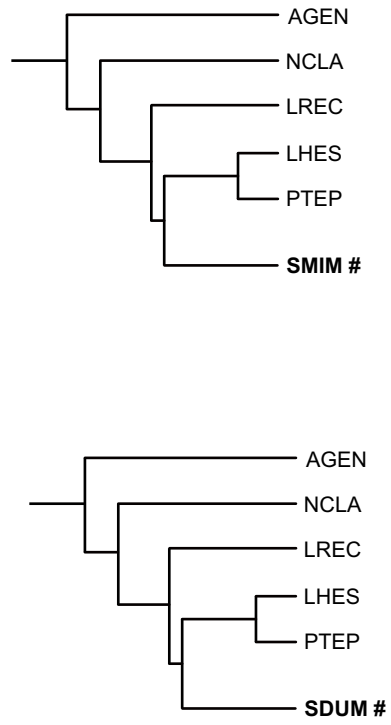 AGEN
NCLA
LREC
LHES
PTEP
SMIM #
AGEN
NCLA
LREC
LHES
PTEP
SDUM #